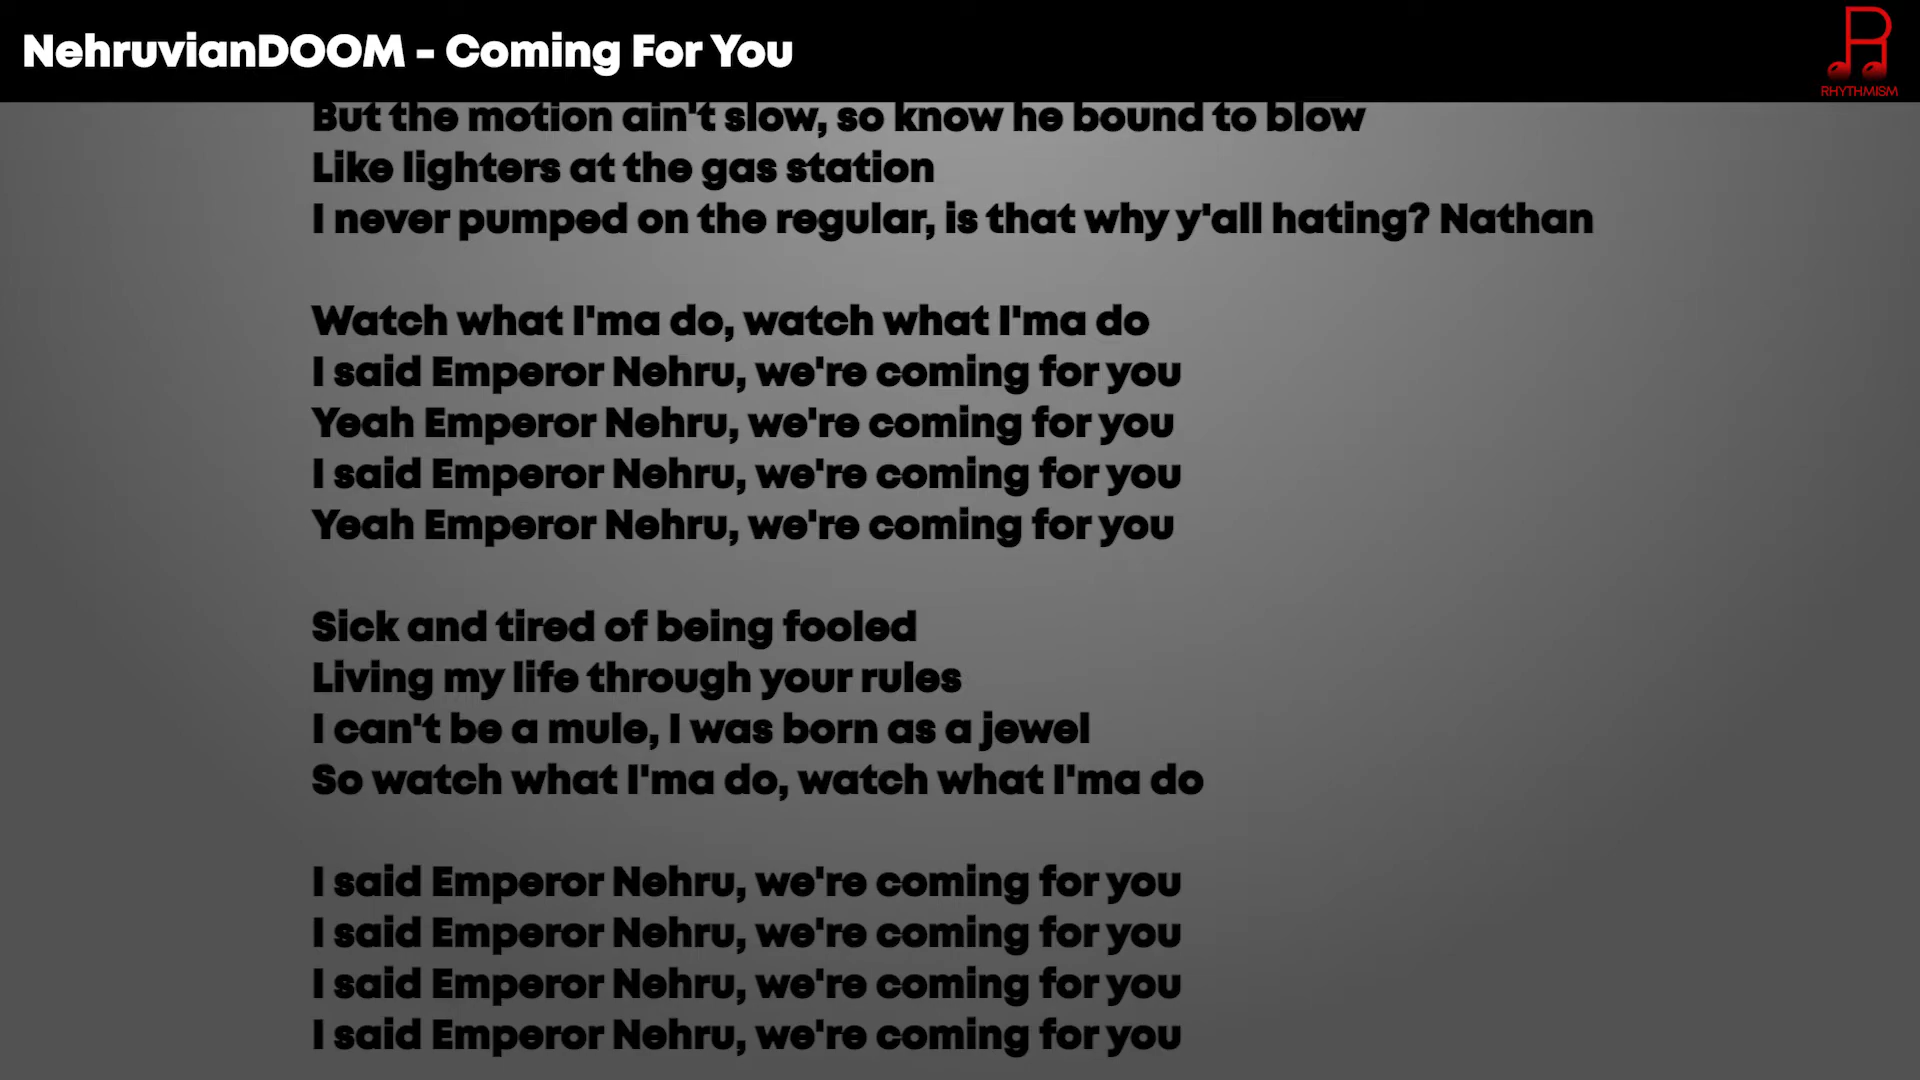 NehruvianDOOM - Coming For You
RHYTHMISM
But the motion ain't slow, so know he bound to blow
Like lighters at the gas station
I never pumped on the regular, is that why y'all hating? Nathan
Watch what I'ma do, watch what I'ma do
I said Emperor Nehru, we're coming for you
Yeah Emperor Nehru, we're coming for you
I said Emperor Nehru, we're coming for you
Yeah Emperor Nehru, we're coming for you
Sick and tired of being fooled
Living my life through your rules
I can't be a mule, I was born as a jewel
So watch what I'ma do, watch what I'ma do
I said Emperor Nehru, we're coming for you
I said Emperor Nehru, we're coming for you
I said Emperor Nehru, we're coming for you
I said Emperor Nehru, we're coming for you